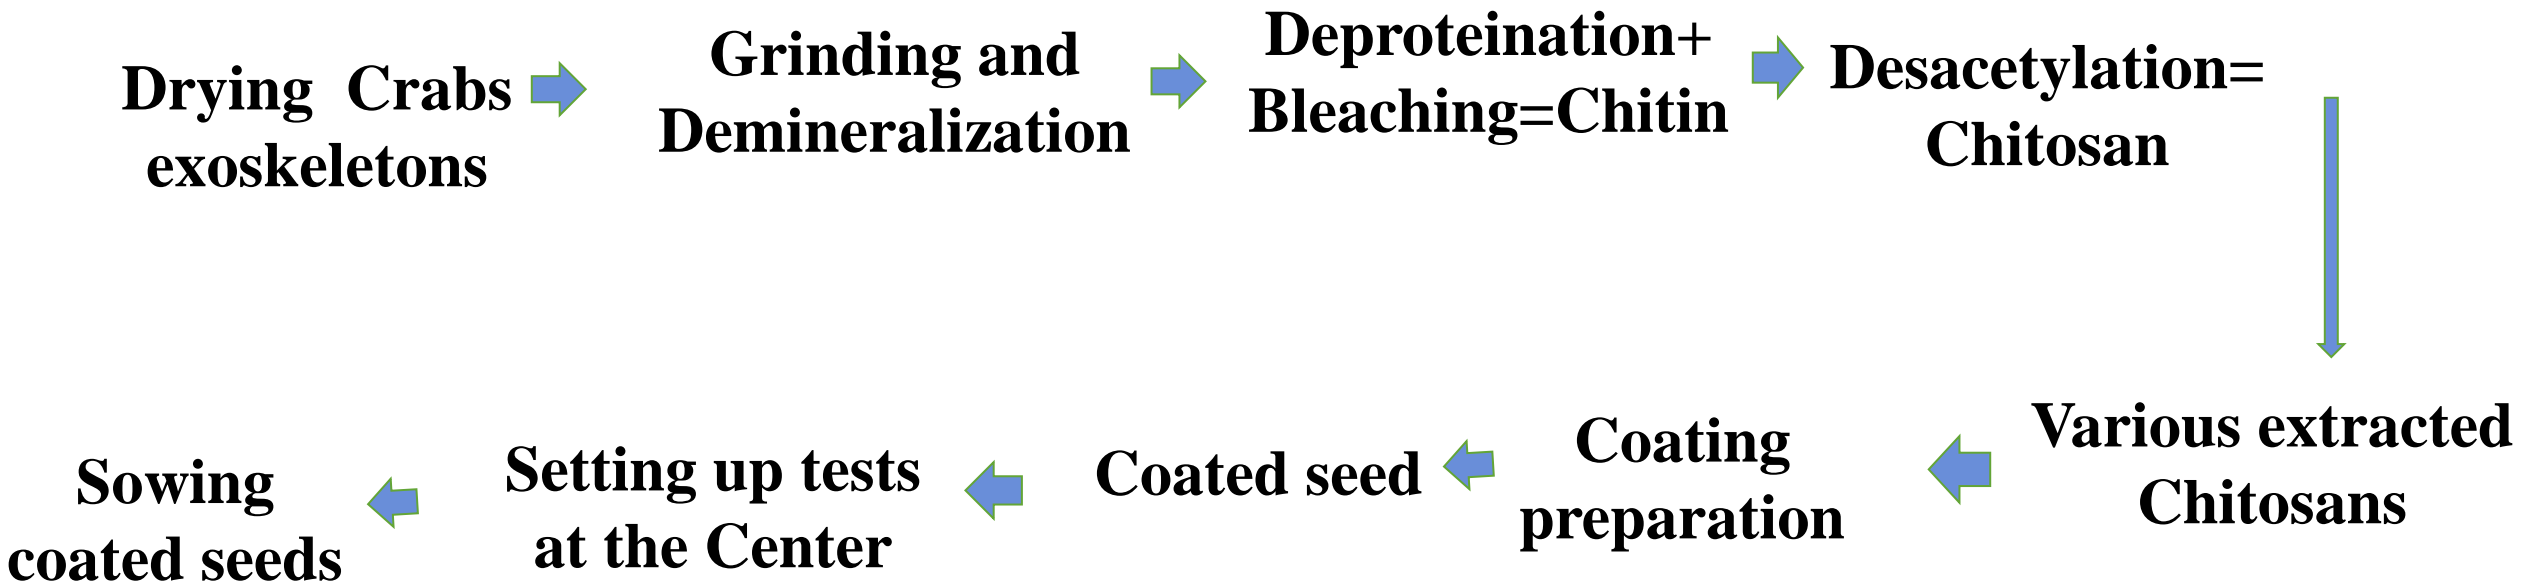 Drying Crabs
exoskeletons
Grinding and
Demineralization
Deproteination+
Bleaching=Chitin
Desacetylation=
Chitosan
Various extracted
Chitosans
Coating
preparation
Coated seed
Setting up tests
at the Center
Sowing
coated seeds